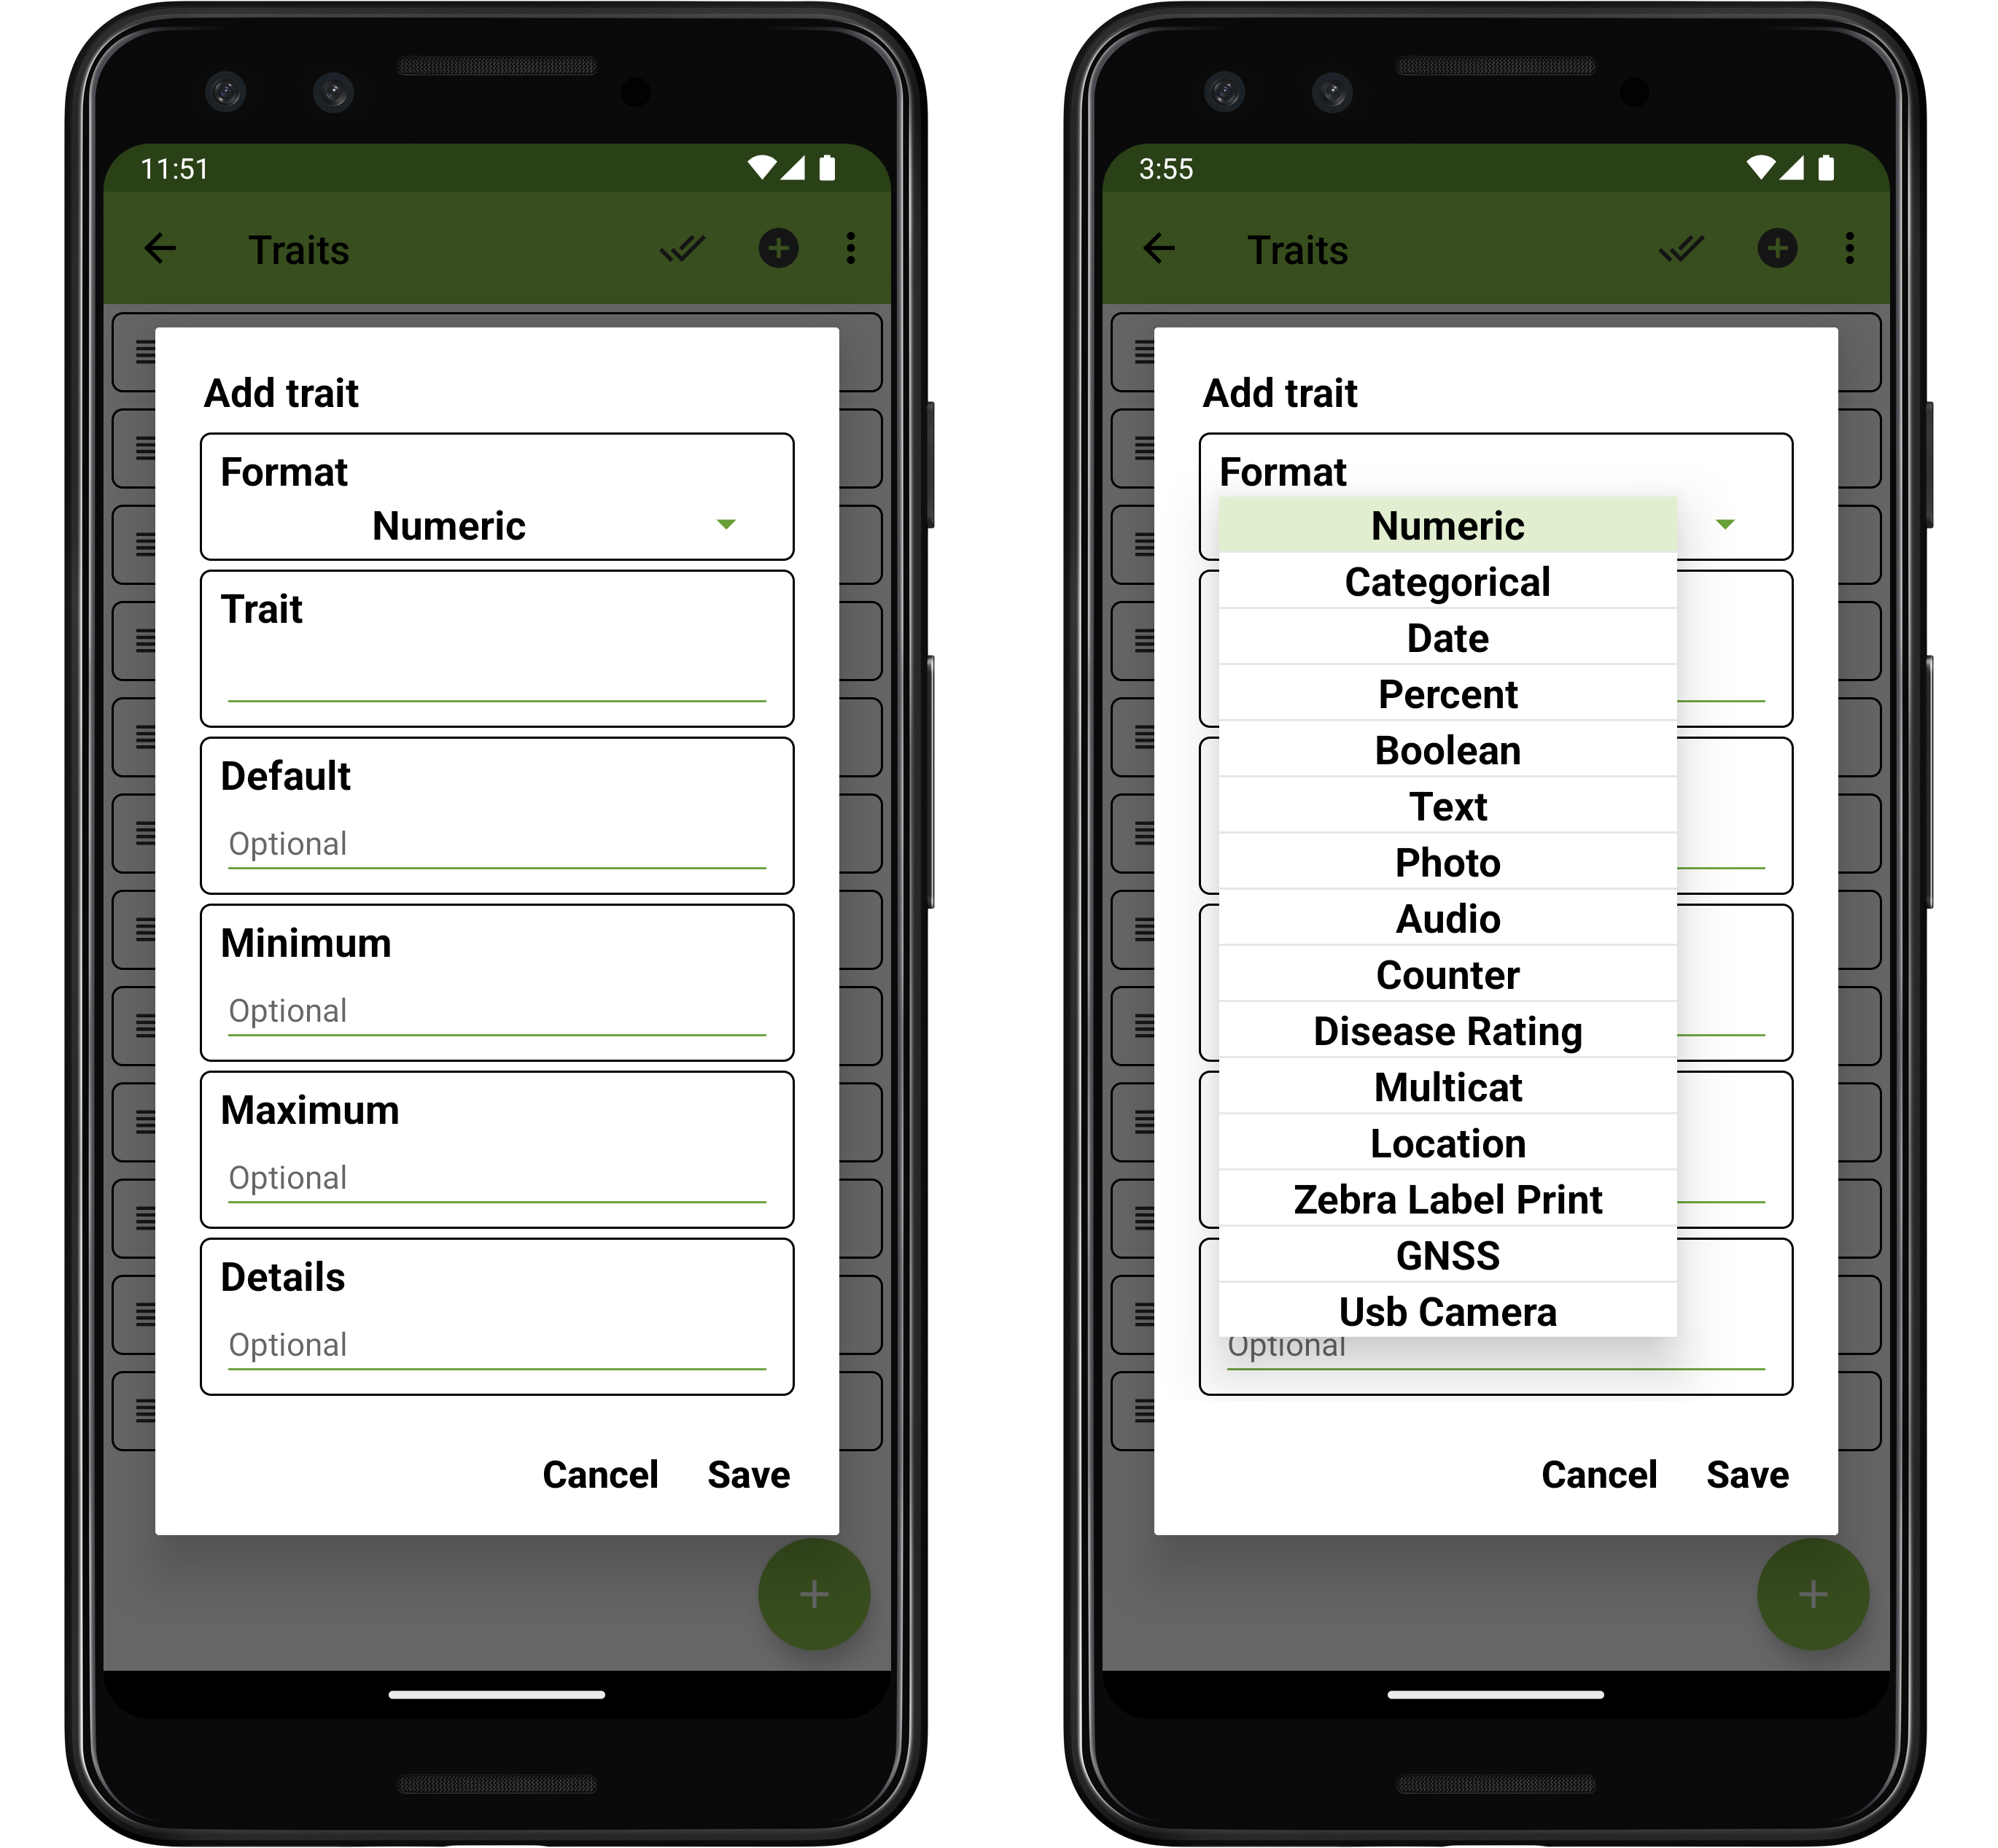 11:51
Traits
Add trait
Format
Numeric
Trait
Default
Optional
Minimum
Optional
Maximum
Optional
Details
Optional
Cancel Save
3:55
Traits
Add trait
Format
Numeric
Categorical
Date
Percent
Boolean
Text
Photo
Audio
Counter
Disease Rating
Multicat
Location
Zebra Label Print
GNSS
Usb Camera
Optional
Cancel Save